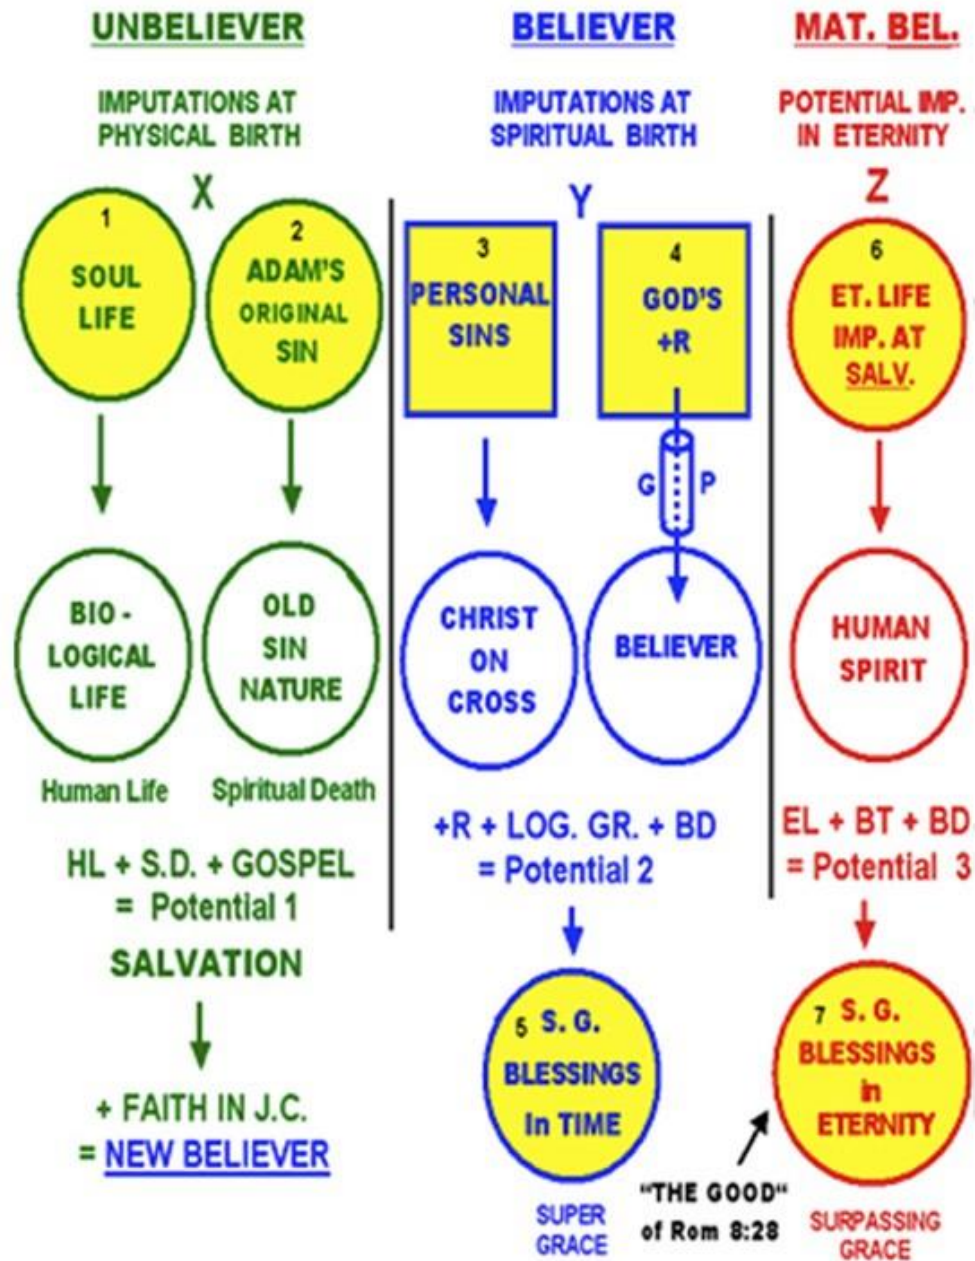 UNBELIEVER
IMPUTATIONS AT
PHYSICAL BIRTH
X
1
SOUL
LIFE
2
ADAM'S
ORIGINAL
SIN
BIO -
LOGICAL
LIFE
OLD
SIN
NATURE
Human Life
Spiritual Death
HL + S.D. + GOSPEL
= Potential 1
SALVATION
+ FAITH IN J.C.
= NEW BELIEVER
BELIEVER
IMPUTATIONS AT
SPIRITUAL BIRTH
Y
3
PERSONAL
SINS
4
GOD'S
+R
G P
CHRIST
ON
CROSS
BELIEVER
+R + LOG. GR. + BD
= Potential 2
5 S. G.
BLESSINGS
In TIME
SUPER
GRACE
MAT. BEL.
POTENTIAL IMP.
IN ETERNITY
Z
6
ET. LIFE
IMP. AT
SALV.
HUMAN
SPIRIT
EL + BT + BD
= Potential 3
7 S. G.
BLESSINGS
in
ETERNITY
"THE GOOD"
of Rom 8:28
SURPASSING
GRACE